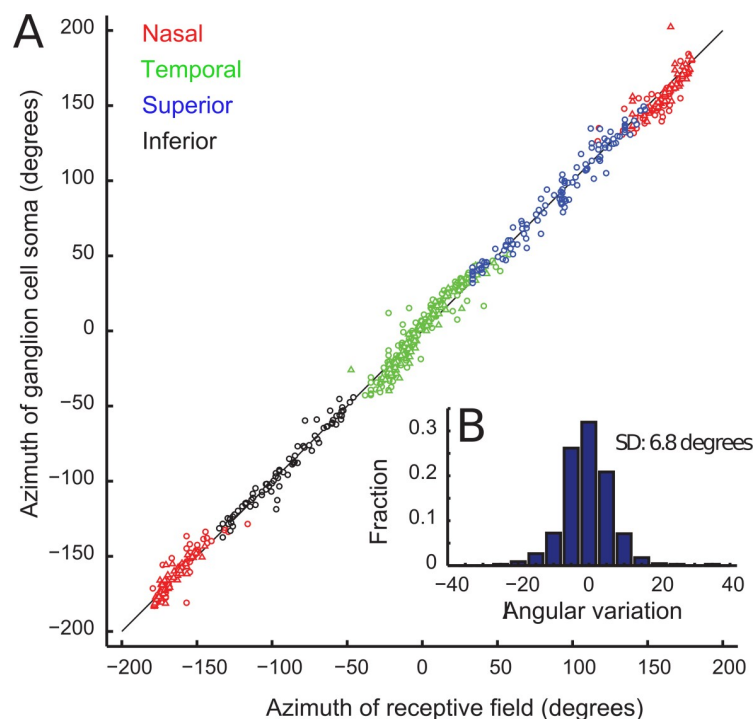 A
Nasal
Temporal
Superior
Inferior
200
150
100
50
0
−50
−100
−150
−200
Azimuth of ganglion cell soma (degrees)
−200 −150 −100 −50 0 50 100 150 200
Azimuth of receptive field (degrees)
B
SD: 6.8 degrees
0.3
0.2
0.1
0
Fraction
−40 −20 0 20 40
Angular variation